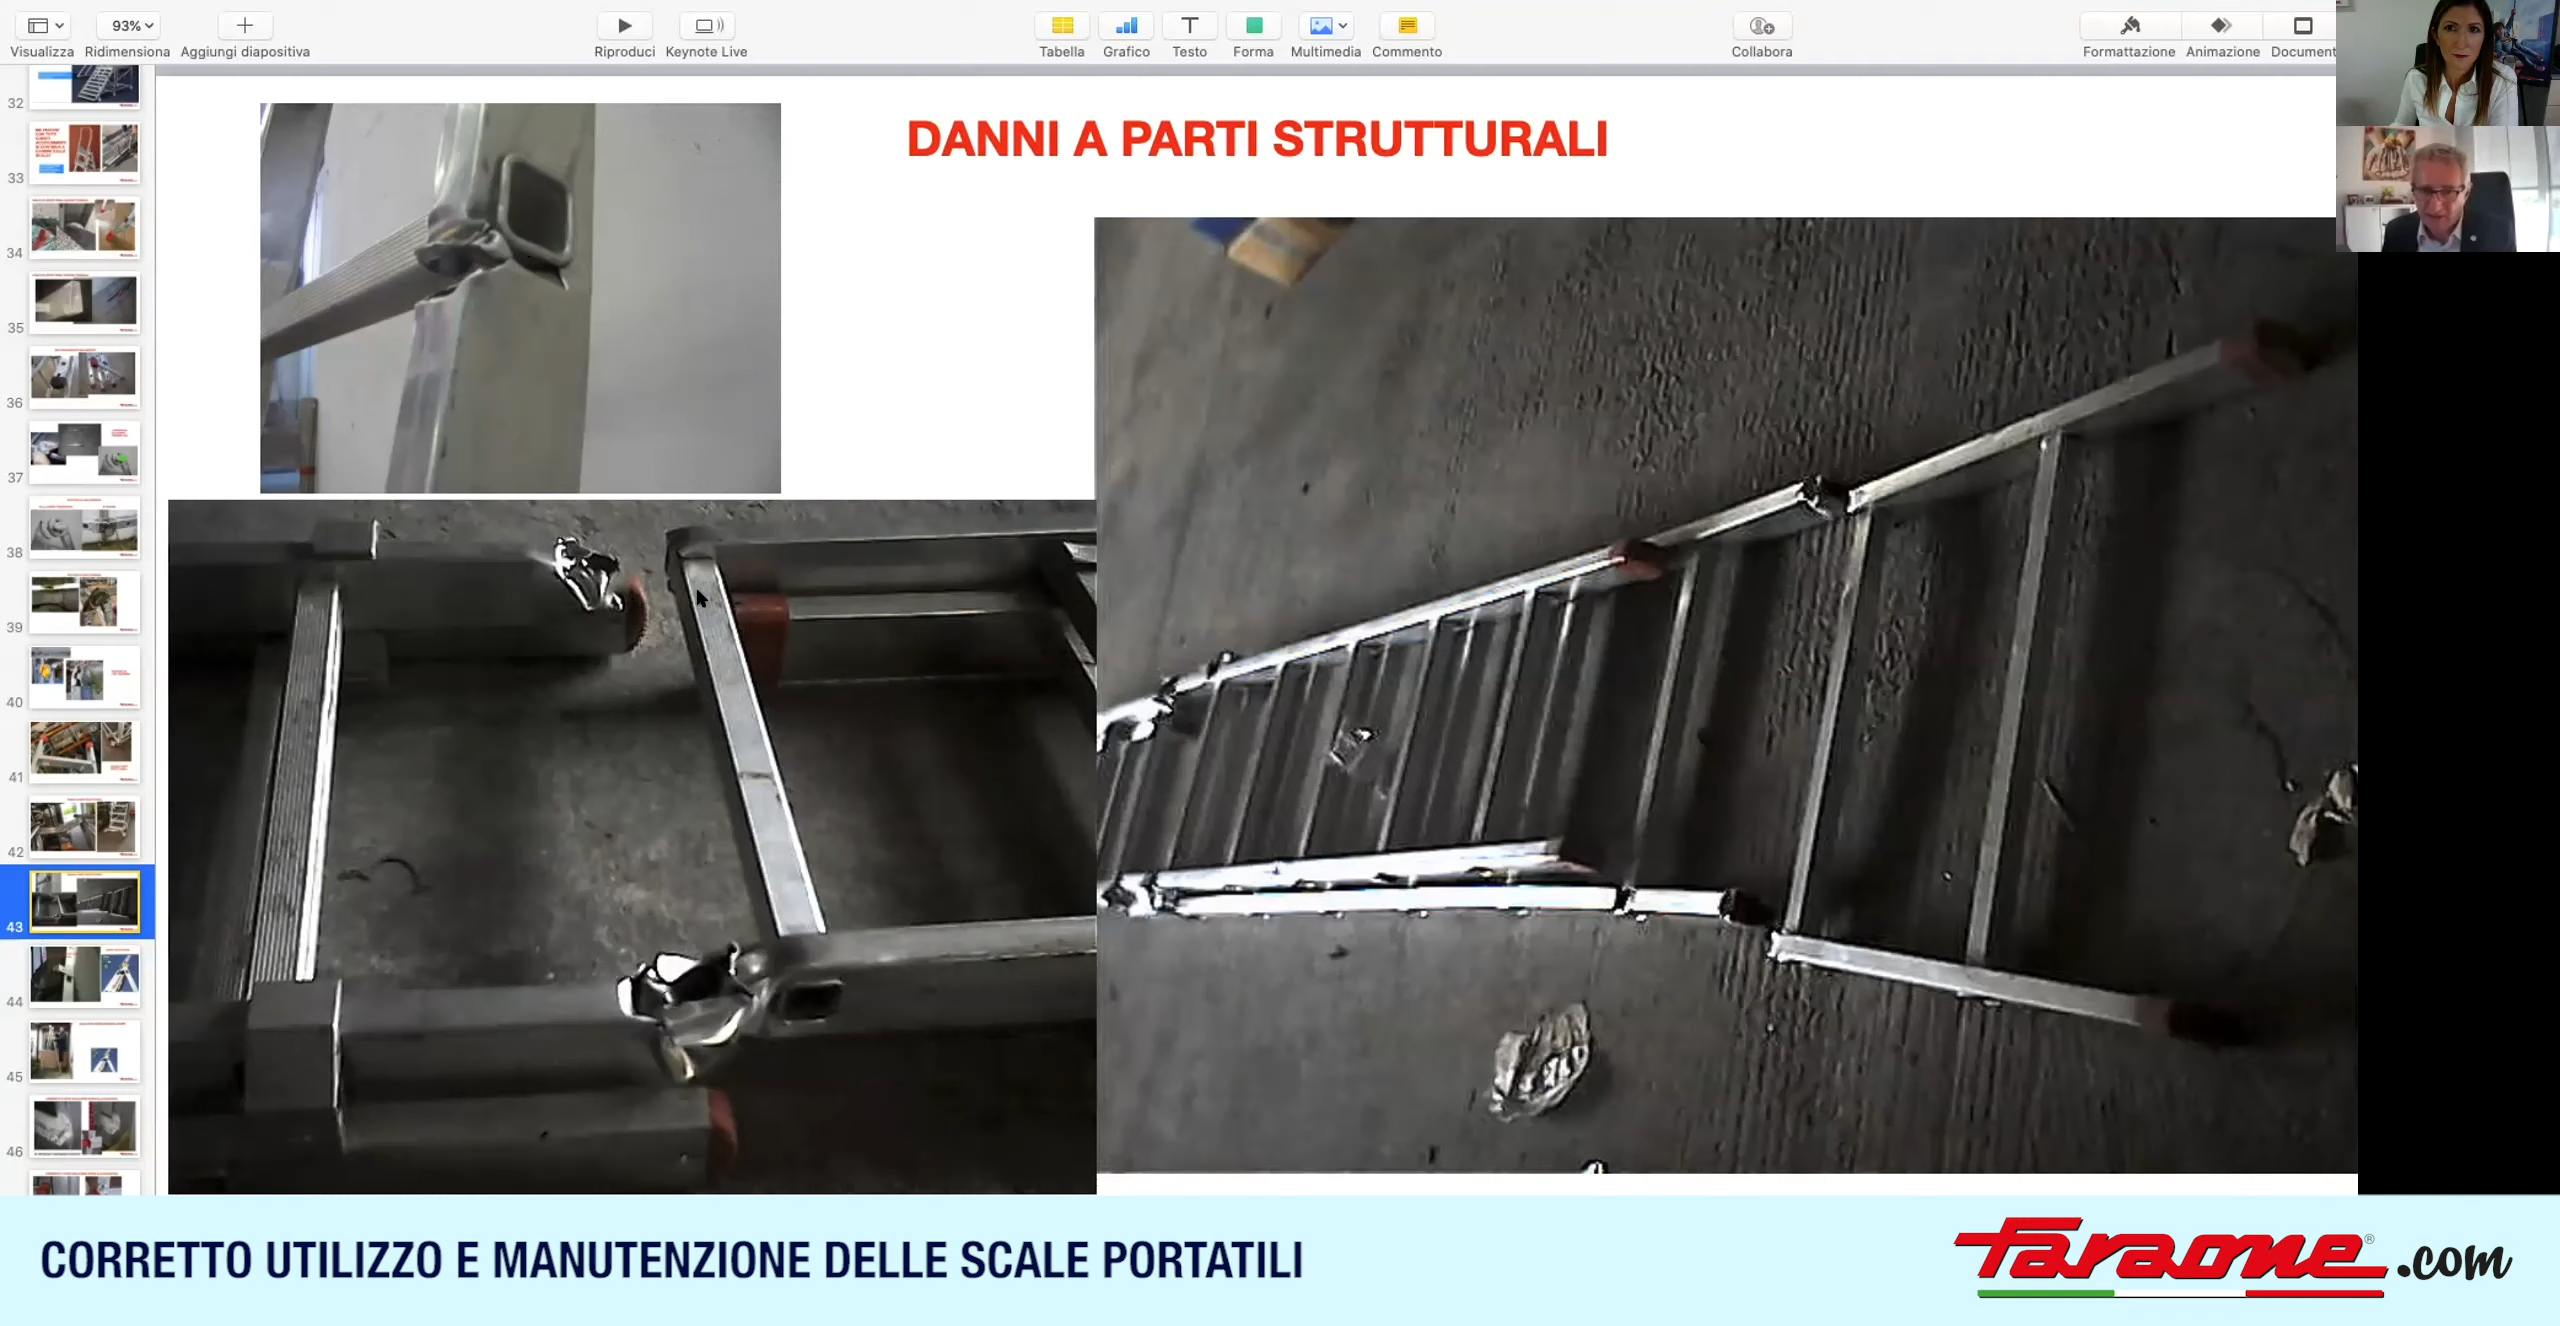 Visualizza
93%
Ridimensiona
Aggiungi diapositiva
Riproduci
Keynote Live
Tabella
Grafico
Testo
Forma
Multimedia
Commento
Collabora
Formattazione
Animazione
Document
32
33
34
35
36
37
38
39
40
41
42
43
44
45
46
DANNI A PARTI STRUTTURALI
CORRETTO UTILIZZO E MANUTENZIONE DELLE SCALE PORTATILI
Faraone® .com